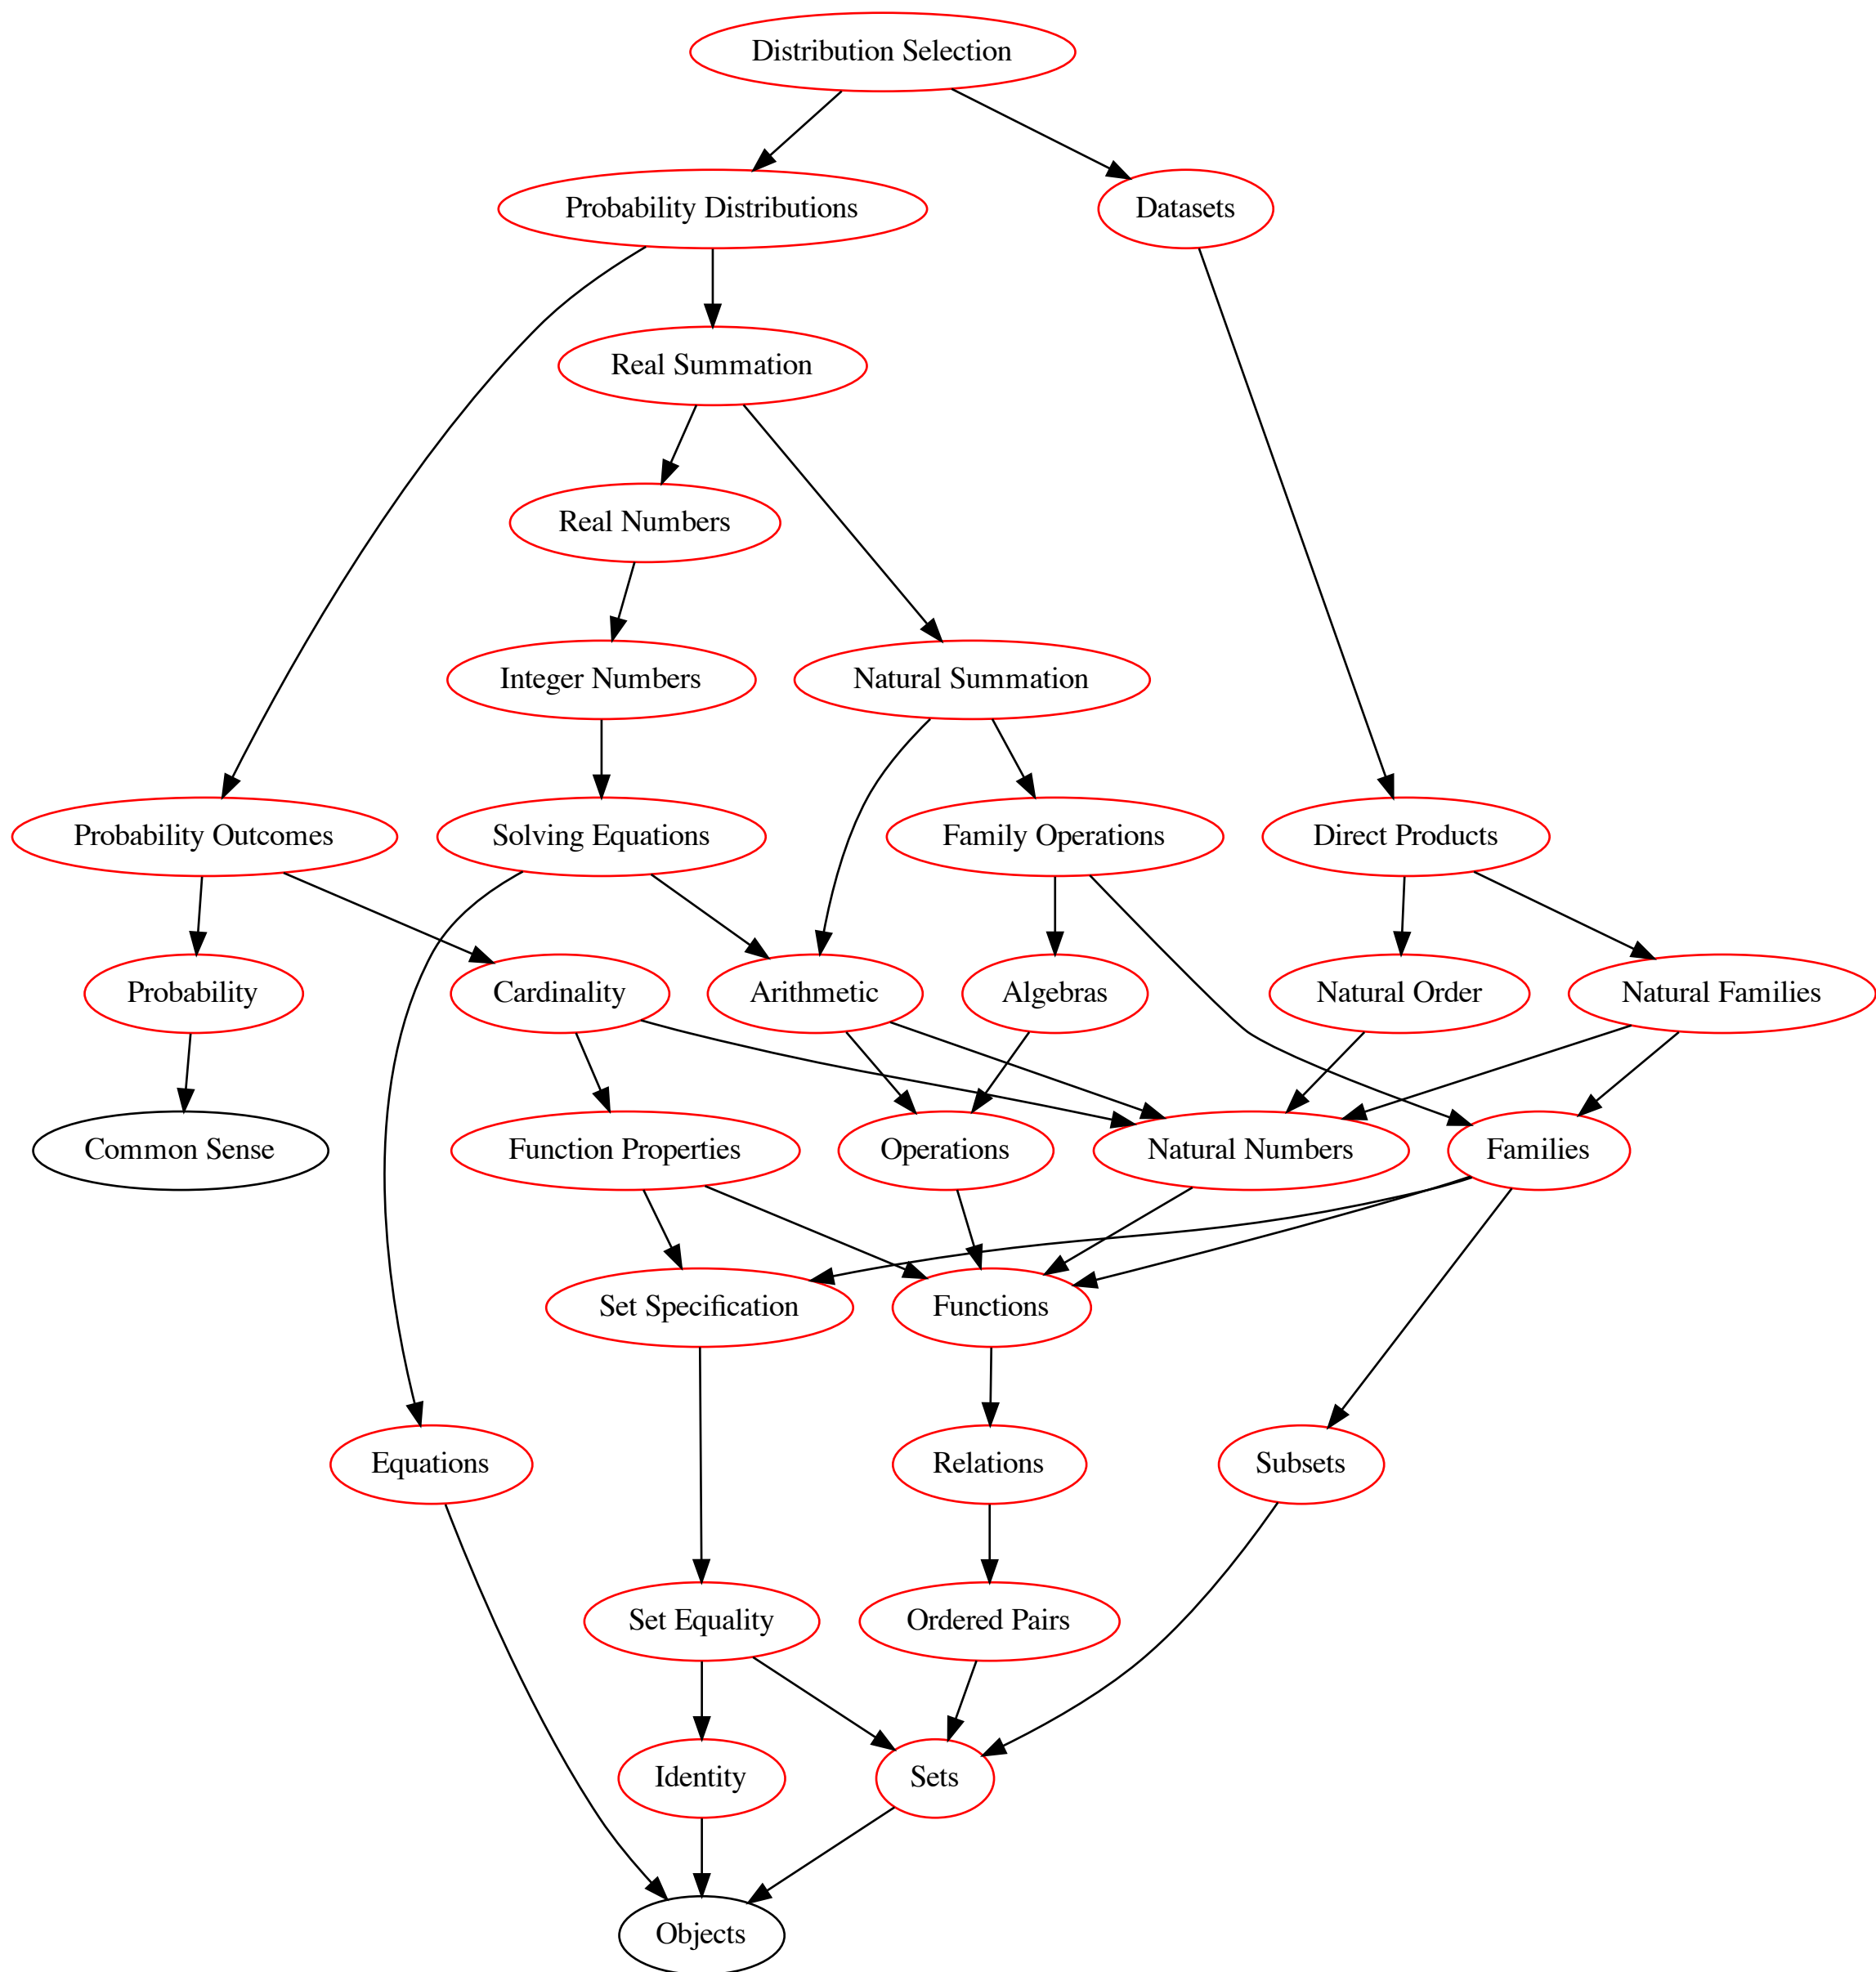 Distribution Selection
Probability Distributions
Datasets
Real Summation
Real Numbers
Integer Numbers
Natural Summation
Probability Outcomes
Solving Equations
Family Operations
Direct Products
Probability
Cardinality
Arithmetic
Algebras
Natural Order
Natural Families
Common Sense
Function Properties
Operations
Natural Numbers
Families
Set Specification
Functions
Equations
Relations
Subsets
Set Equality
Ordered Pairs
Identity
Sets
Objects